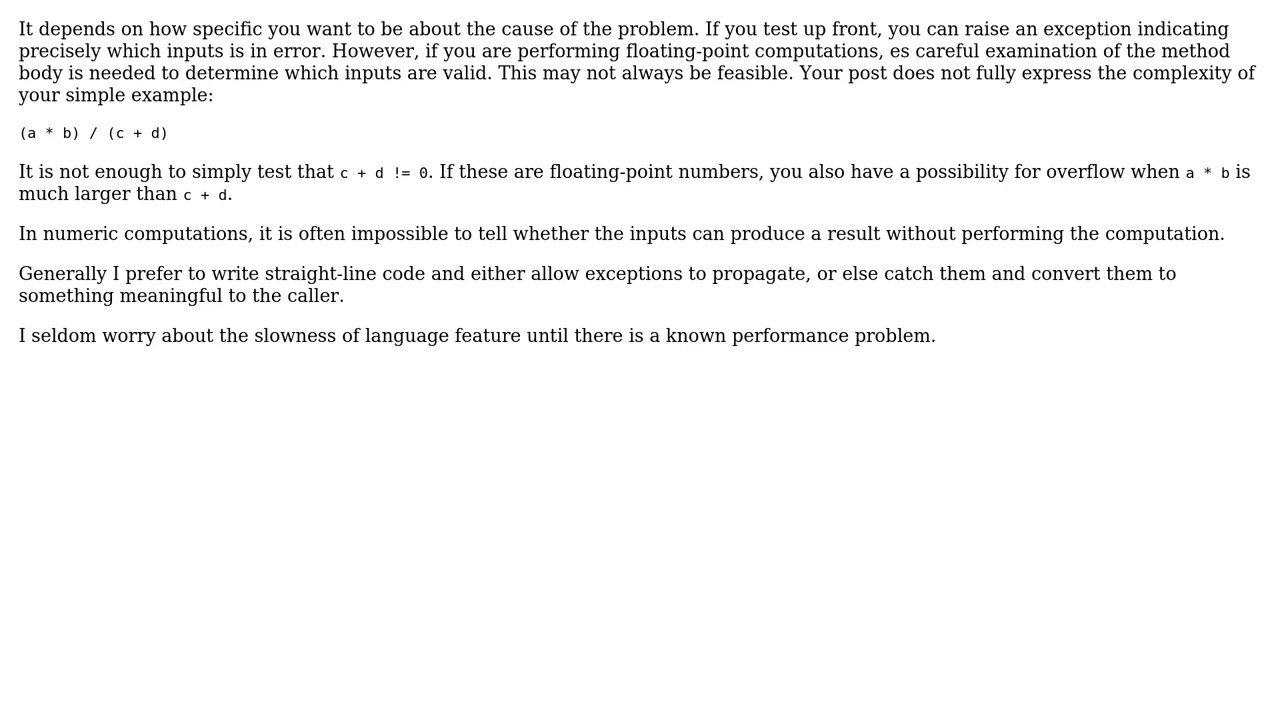 It depends on how specific you want to be about the cause of the problem. If you test up front, you can raise an exception indicating
precisely which inputs is in error. However, if you are performing floating-point computations, es careful examination of the method
body is needed to determine which inputs are valid. This may not always be feasible. Your post does not fully express the complexity of
your simple example:
(a * b) / (c + d)
It is not enough to simply test that c + d != 0. If these are floating-point numbers, you also have a possibility for overflow when a * b is
much larger than c + d.
In numeric computations, it is often impossible to tell whether the inputs can produce a result without performing the computation.
Generally I prefer to write straight-line code and either allow exceptions to propagate, or else catch them and convert them to
something meaningful to the caller.
I seldom worry about the slowness of language feature until there is a known performance problem.